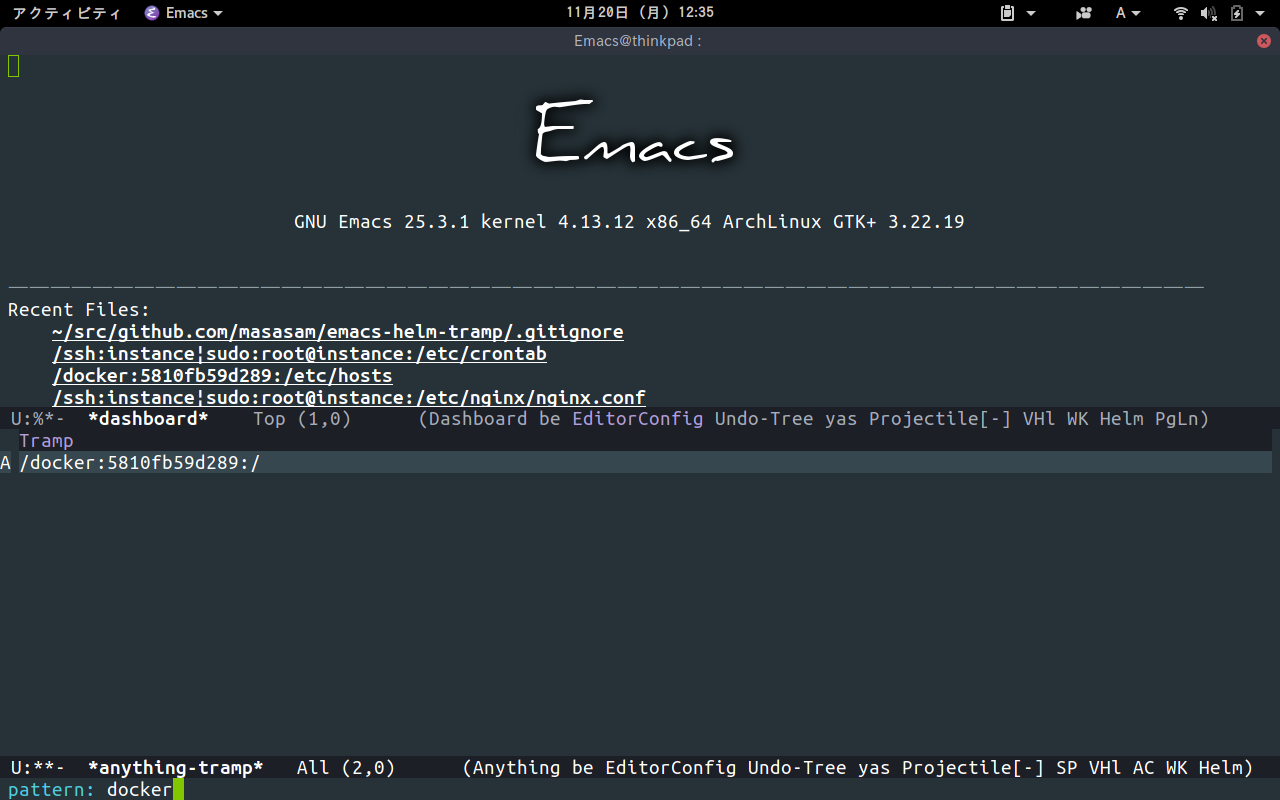 アクティビティ Emacs 11月20日 (月) 12:35 A
Emacs@thinkpad :
Emacs
GNU Emacs 25.3.1 kernel 4.13.12 x86_64 ArchLinux GTK+ 3.22.19
Recent Files:
~/src/github.com/masasam/emacs-helm-tramp/.gitignore
/ssh:instance¦sudo:root@instance:/etc/crontab
/docker:5810fb59d289:/etc/hosts
/ssh:instance¦sudo:root@instance:/etc/nginx/nginx.conf
U:%*- *dashboard* Top (1,0) (Dashboard be EditorConfig Undo-Tree yas Projectile[-] VHl WK Helm PgLn)
Tramp
A /docker:5810fb59d289:/
U:**- *anything-tramp* All (2,0) (Anything be EditorConfig Undo-Tree yas Projectile[-] SP VHl AC WK Helm)
pattern: docker